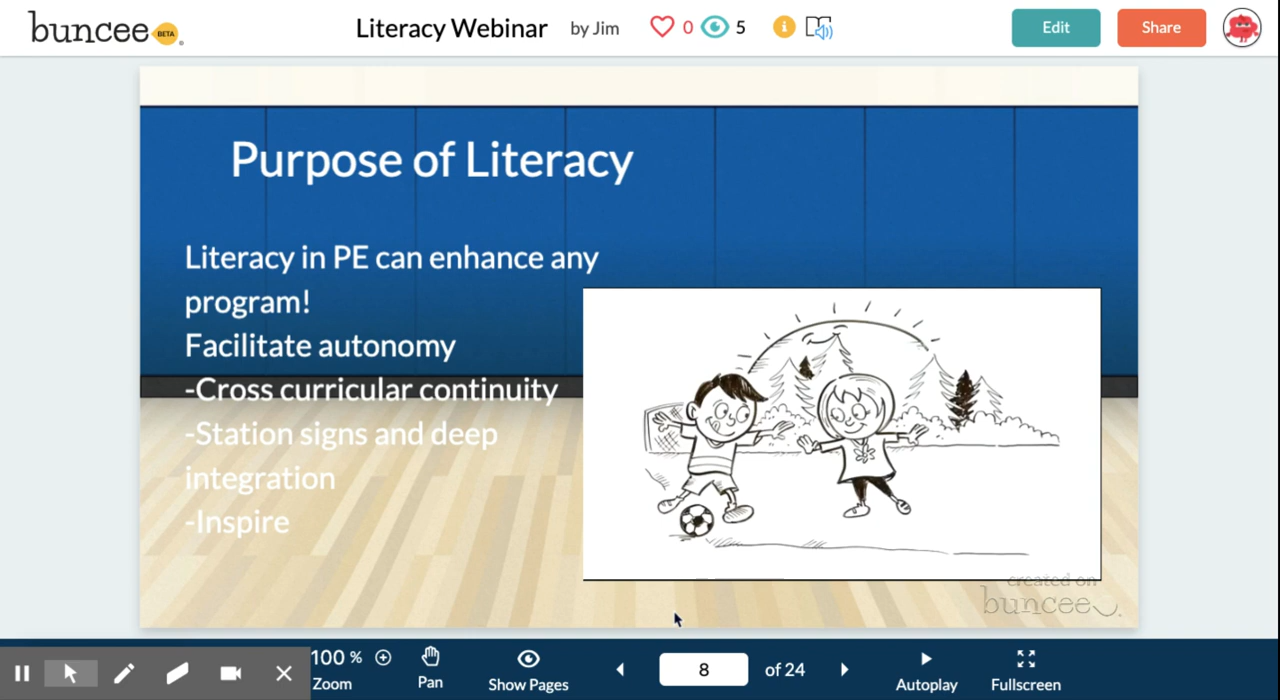 buncee BETA
Literacy Webinar by Jim 0 5 Edit Share
Purpose of Literacy
Literacy in PE can enhance any
program!
Facilitate autonomy
-Cross curricular continuity
-Station signs and deep
integration
-Inspire
created on
buncee
100 % Zoom
Pan
Show Pages
8 of 24
Autoplay
Fullscreen